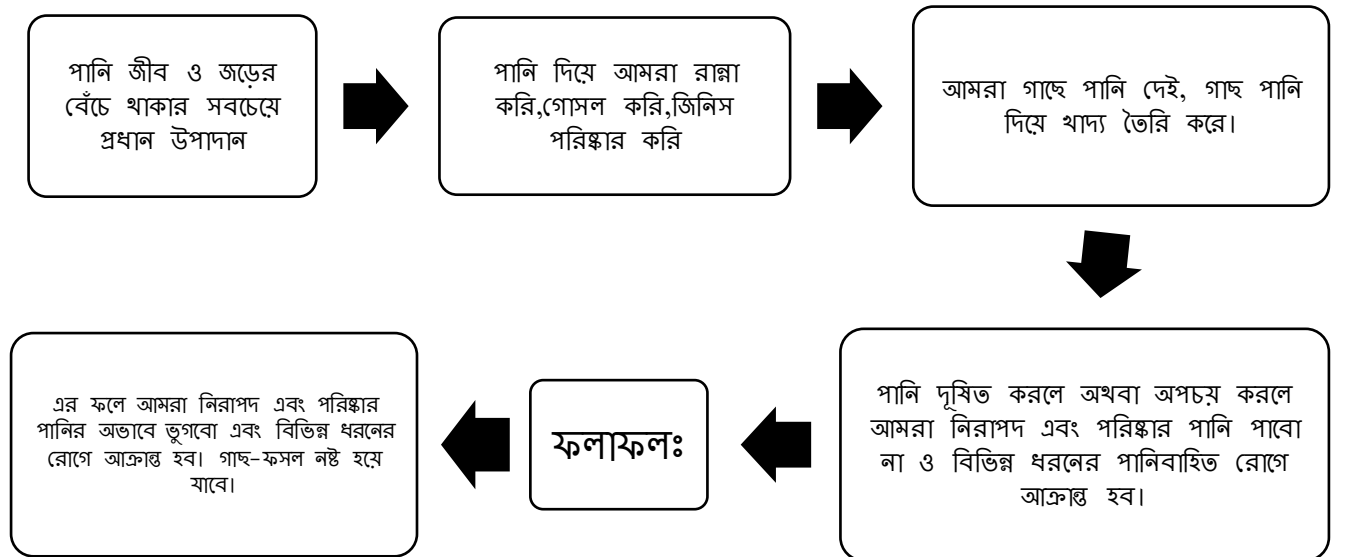 পানি জীব ও জড়ের
বেঁচে থাকার সবচেয়ে
প্রধান উপাদান
পানি দিয়ে আমরা রান্না
করি,গোসল করি,জিনিস
পরিষ্কার করি
আমরা গাছে পানি দেই, গাছ পানি
দিয়ে খাদ্য তৈরি করে।
পানি দূষিত করলে অথবা অপচয় করলে
আমরা নিরাপদ এবং পরিষ্কার পানি পাবো
না ও বিভিন্ন ধরনের পানিবাহিত রোগে
আক্রান্ত হব।
ফলাফলঃ
এর ফলে আমরা নিরাপদ এবং পরিষ্কার
পানির অভাবে ভুগবো এবং বিভিন্ন ধরনের
রোগে আক্রান্ত হব। গাছ-ফসল নষ্ট হয়ে
যাবে।